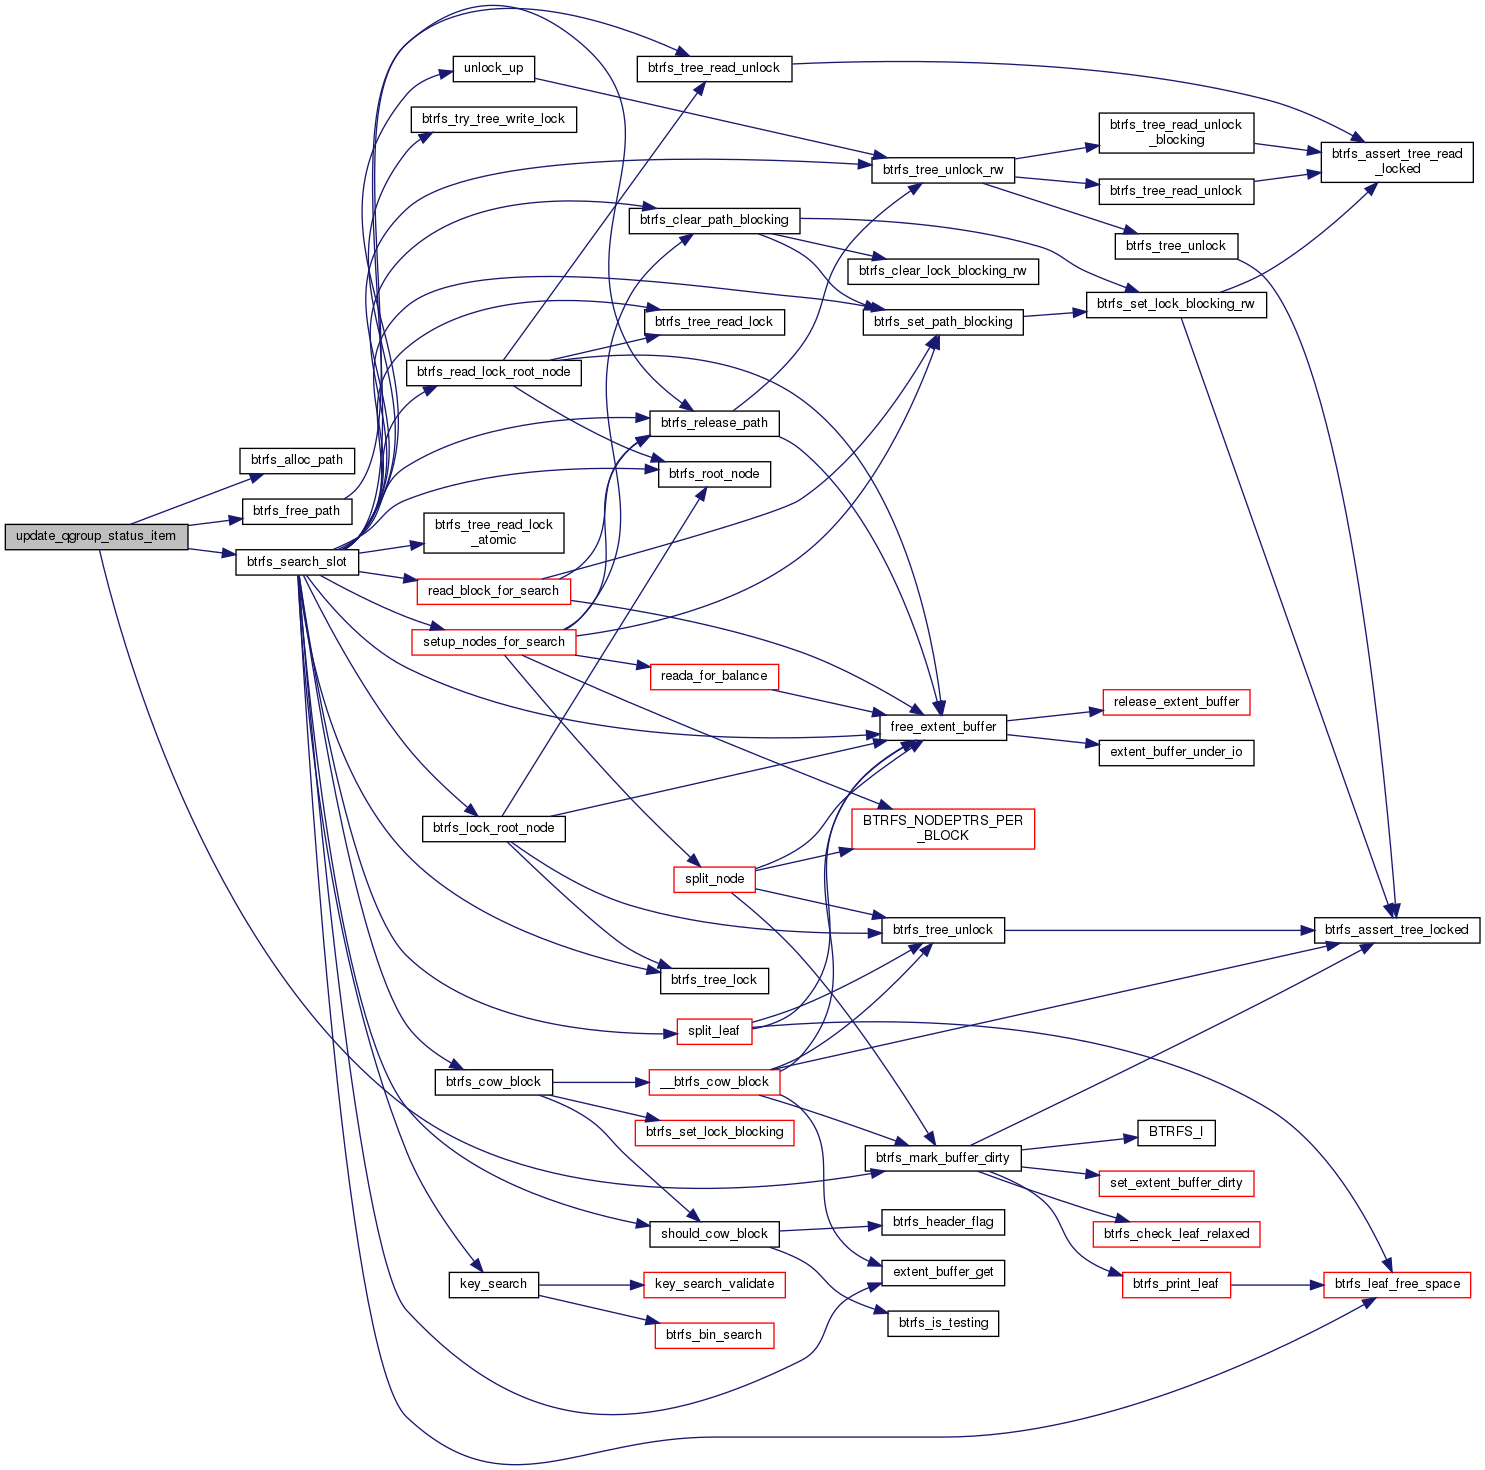 update_qgroup_status_item
btrfs_alloc_path
btrfs_free_path
btrfs_search_slot
unlock_up
btrfs_try_tree_write_lock
btrfs_read_lock_root_node
btrfs_tree_read_lock
_atomic
read_block_for_search
setup_nodes_for_search
btrfs_lock_root_node
btrfs_cow_block
key_search
btrfs_tree_read_unlock
btrfs_clear_path_blocking
btrfs_tree_read_lock
btrfs_release_path
btrfs_root_node
reada_for_balance
split_node
btrfs_tree_lock
split_leaf
__btrfs_cow_block
btrfs_set_lock_blocking
should_cow_block
key_search_validate
btrfs_bin_search
btrfs_tree_unlock_rw
btrfs_clear_lock_blocking_rw
btrfs_set_path_blocking
free_extent_buffer
BTRFS_NODEPTRS_PER
_BLOCK
btrfs_tree_unlock
btrfs_mark_buffer_dirty
btrfs_header_flag
extent_buffer_get
btrfs_is_testing
btrfs_tree_read_unlock
_blocking
btrfs_tree_read_unlock
btrfs_tree_unlock
btrfs_set_lock_blocking_rw
release_extent_buffer
extent_buffer_under_io
BTRFS_I
set_extent_buffer_dirty
btrfs_check_leaf_relaxed
btrfs_print_leaf
btrfs_assert_tree_read
_locked
btrfs_assert_tree_locked
btrfs_leaf_free_space